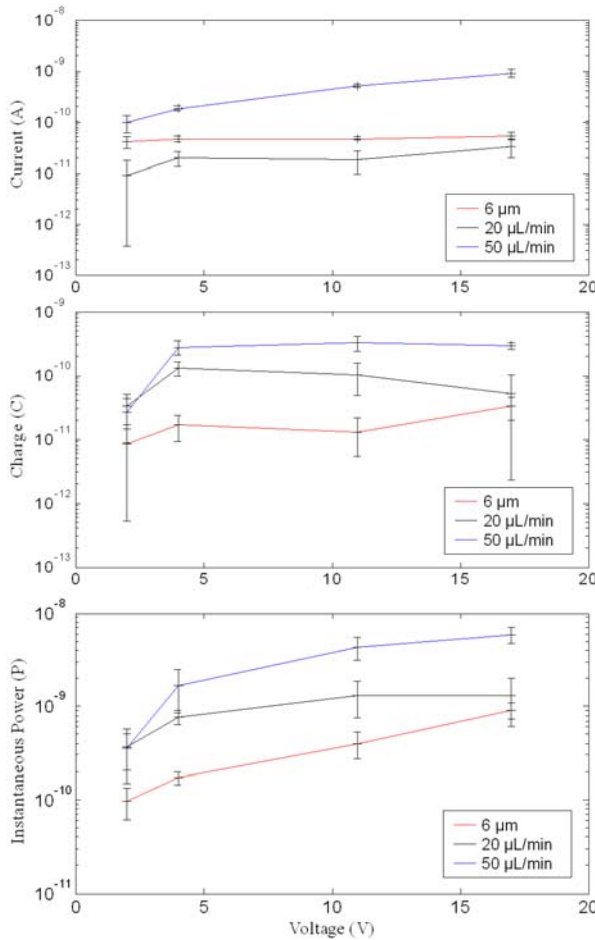 10⁻⁸
10⁻⁹
10⁻¹⁰
10⁻¹¹
10⁻¹²
10⁻¹³
Current (A)
6 µm
20 µL/min
50 µL/min
0 5 10 15 20
10⁻⁹
10⁻¹⁰
10⁻¹¹
10⁻¹²
10⁻¹³
Charge (C)
6 µm
20 µL/min
50 µL/min
0 5 10 15 20
10⁻⁸
10⁻⁹
10⁻¹⁰
10⁻¹¹
Instantaneous Power (P)
6 µm
20 µL/min
50 µL/min
0 5 10 15 20
Voltage (V)